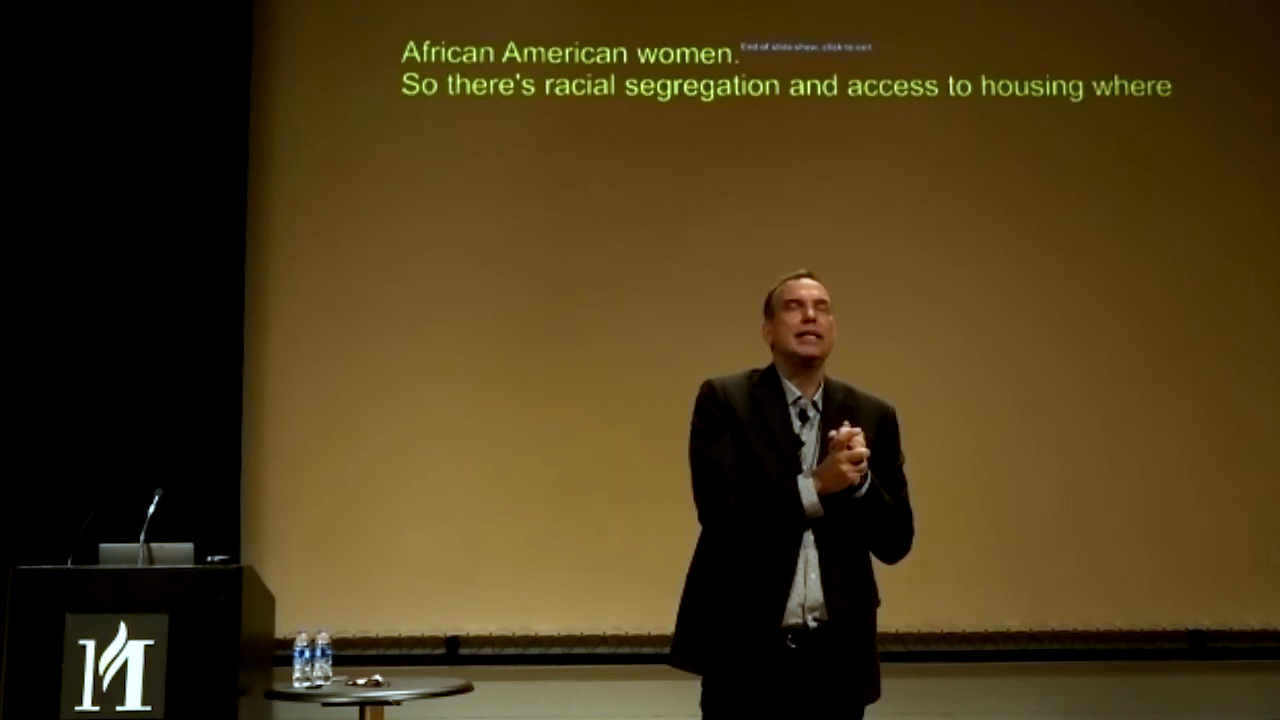 African American women.
End of slide show, click to exit.
So there's racial segregation and access to housing where
M